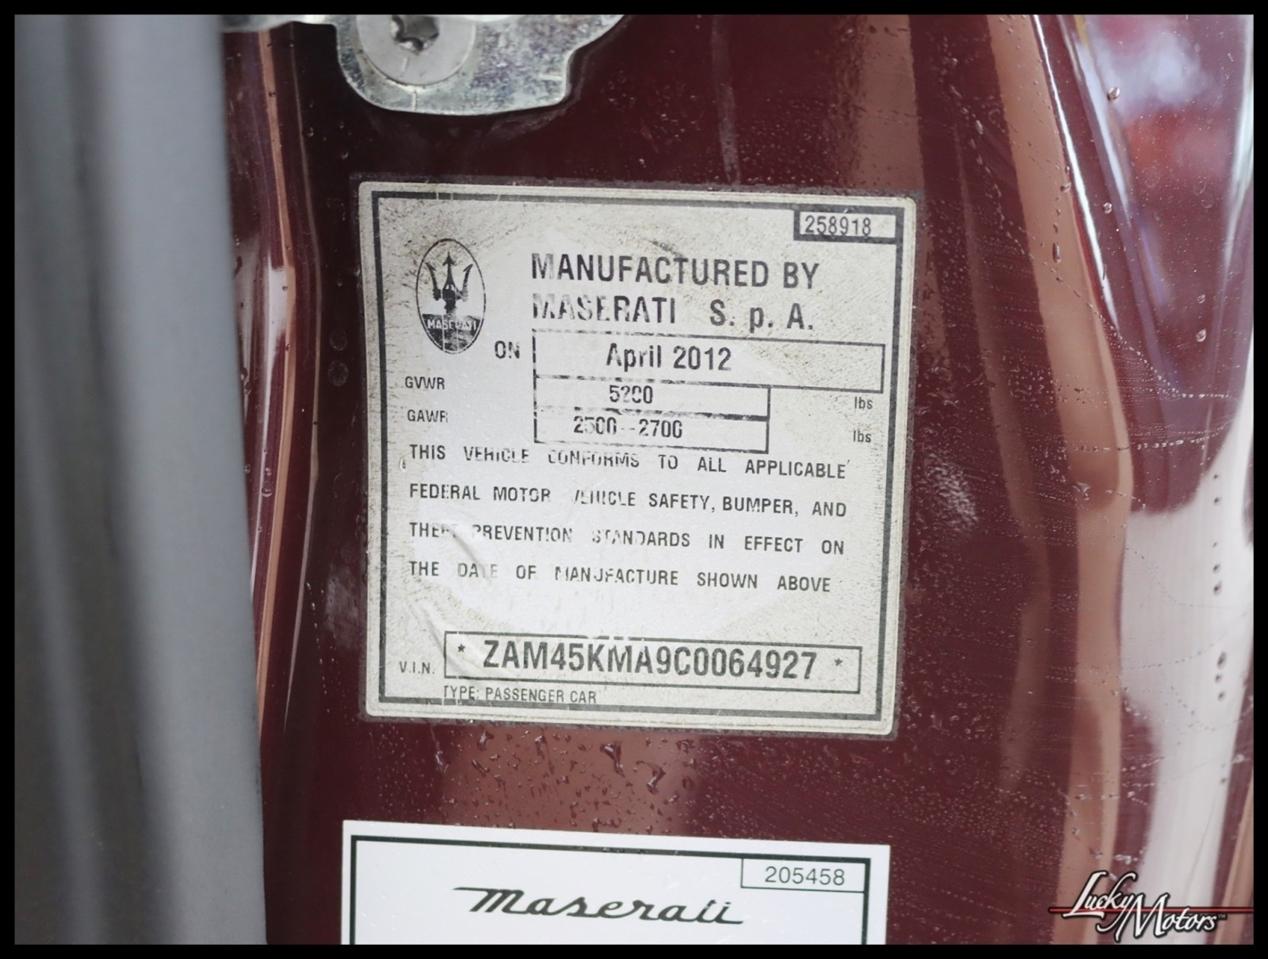 258918
MANUFACTURED BY
MASERATI S. p. A.
MASERATI
ON April 2012
GVWR 5200 lbs
GAWR 2500--2700 lbs
THIS VEHICLE CONFORMS TO ALL APPLICABLE
FEDERAL MOTOR VEHICLE SAFETY, BUMPER, AND
THEFT PREVENTION STANDARDS IN EFFECT ON
THE DATE OF MANUFACTURE SHOWN ABOVE
V.I.N. * ZAM45KMA9C0064927 *
TYPE: PASSENGER CAR
205458
Maserati
Lucky Motors